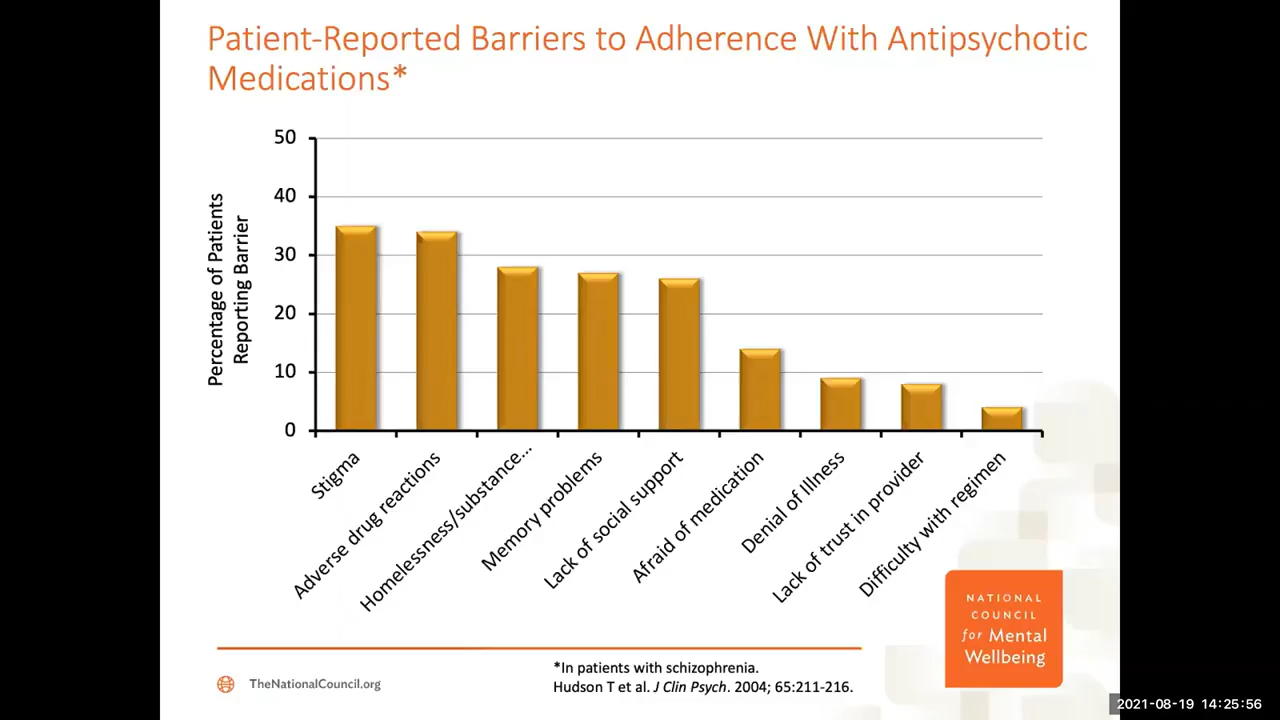 Patient-Reported Barriers to Adherence With Antipsychotic
Medications*
Percentage of Patients
Reporting Barrier
50
40
30
20
10
0
Stigma
Adverse drug reactions
Homelessness/substance...
Memory problems
Lack of social support
Afraid of medication
Denial of Illness
Lack of trust in provider
Difficulty with regimen
NATIONAL
COUNCIL
for Mental
Wellbeing
*In patients with schizophrenia.
Hudson T et al. J Clin Psych. 2004; 65:211-216.
TheNationalCouncil.org
2021-08-19 14:25:56